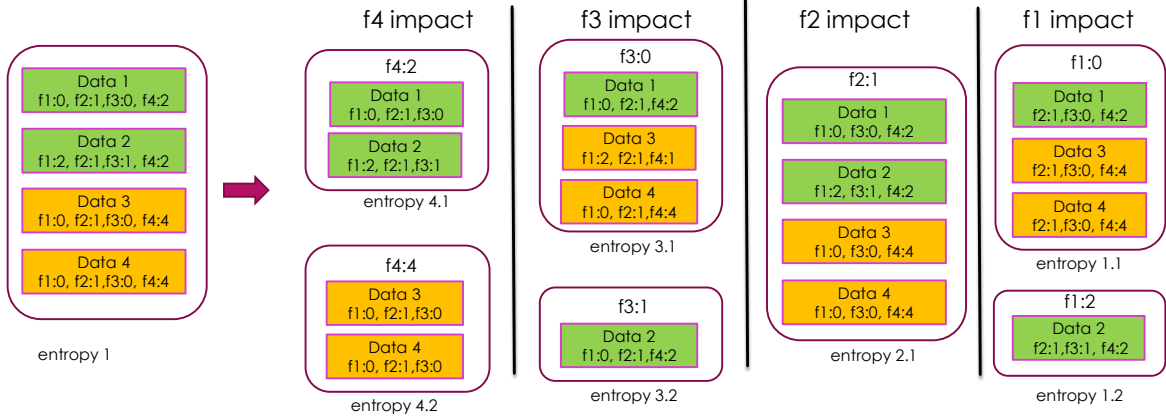 f4 impact
f3 impact
f2 impact
f1 impact
Data 1
f1:0, f2:1,f3:0, f4:2
Data 2
f1:2, f2:1,f3:1, f4:2
Data 3
f1:0, f2:1,f3:0, f4:4
Data 4
f1:0, f2:1,f3:0, f4:4
entropy 1
f4:2
Data 1
f1:0, f2:1,f3:0
Data 2
f1:2, f2:1,f3:1
entropy 4.1
f4:4
Data 3
f1:0, f2:1,f3:0
Data 4
f1:0, f2:1,f3:0
entropy 4.2
f3:0
Data 1
f1:0, f2:1,f4:2
Data 3
f1:2, f2:1,f4:1
Data 4
f1:0, f2:1,f4:4
entropy 3.1
f3:1
Data 2
f1:0, f2:1,f4:2
entropy 3.2
f2:1
Data 1
f1:0, f3:0, f4:2
Data 2
f1:2, f3:1, f4:2
Data 3
f1:0, f3:0, f4:4
Data 4
f1:0, f3:0, f4:4
entropy 2.1
f1:0
Data 1
f2:1,f3:0, f4:2
Data 3
f2:1,f3:0, f4:4
Data 4
f2:1,f3:0, f4:4
entropy 1.1
f1:2
Data 2
f2:1,f3:1, f4:2
entropy 1.2